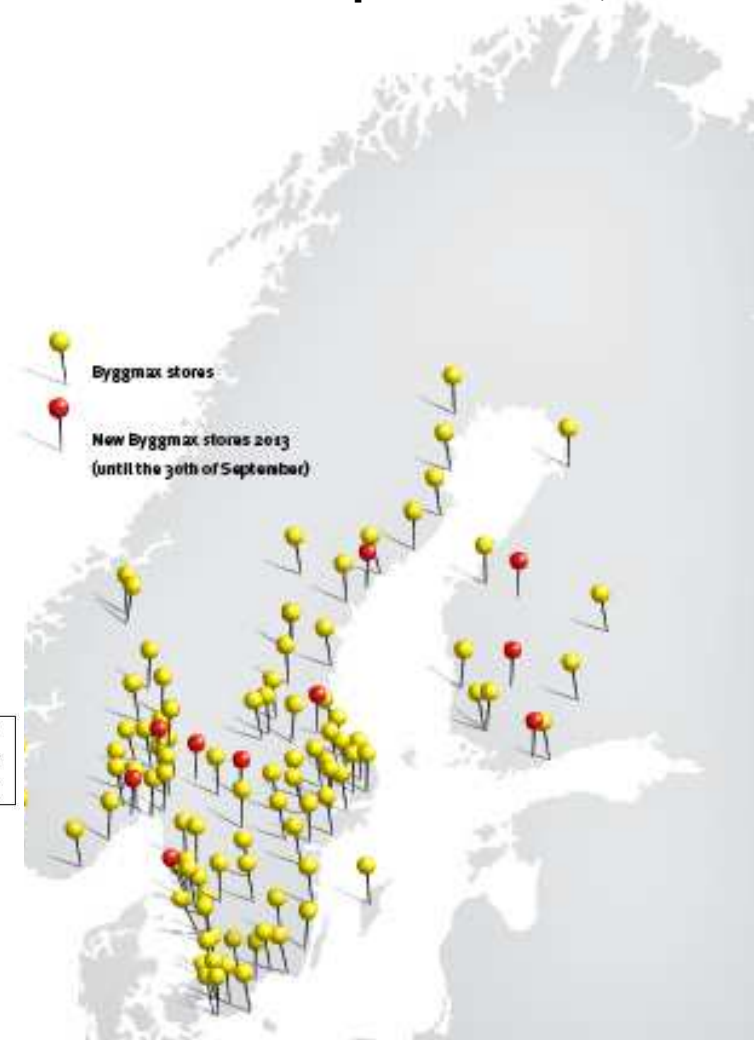 Byggmax stores
New Byggmax stores 2013
(until the 30th of September)